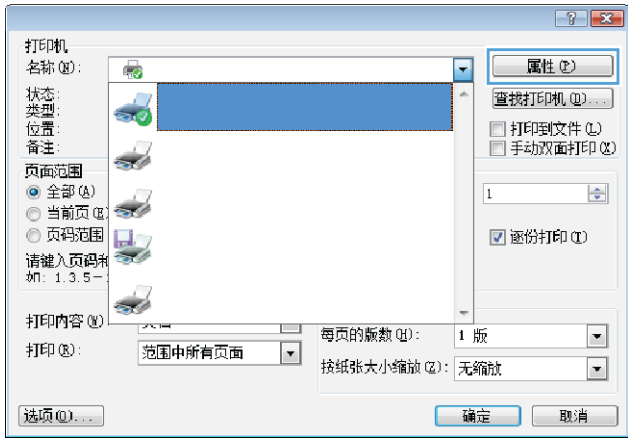 打印机
名称(N):
属性(P)
状态:
类型:
位置:
备注:
查找打印机(D)...
打印到文件(L)
手动双面打印(X)
页面范围
全部(A)
当前页(E)
页码范围
1
逐份打印(T)
请键入页码和
如: 1.3.5-
打印内容(W)
打印(R):
范围中所有页面
每页的版数(H):
1 版
按纸张大小缩放(Z):
无缩放
选项(O)...
确定
取消